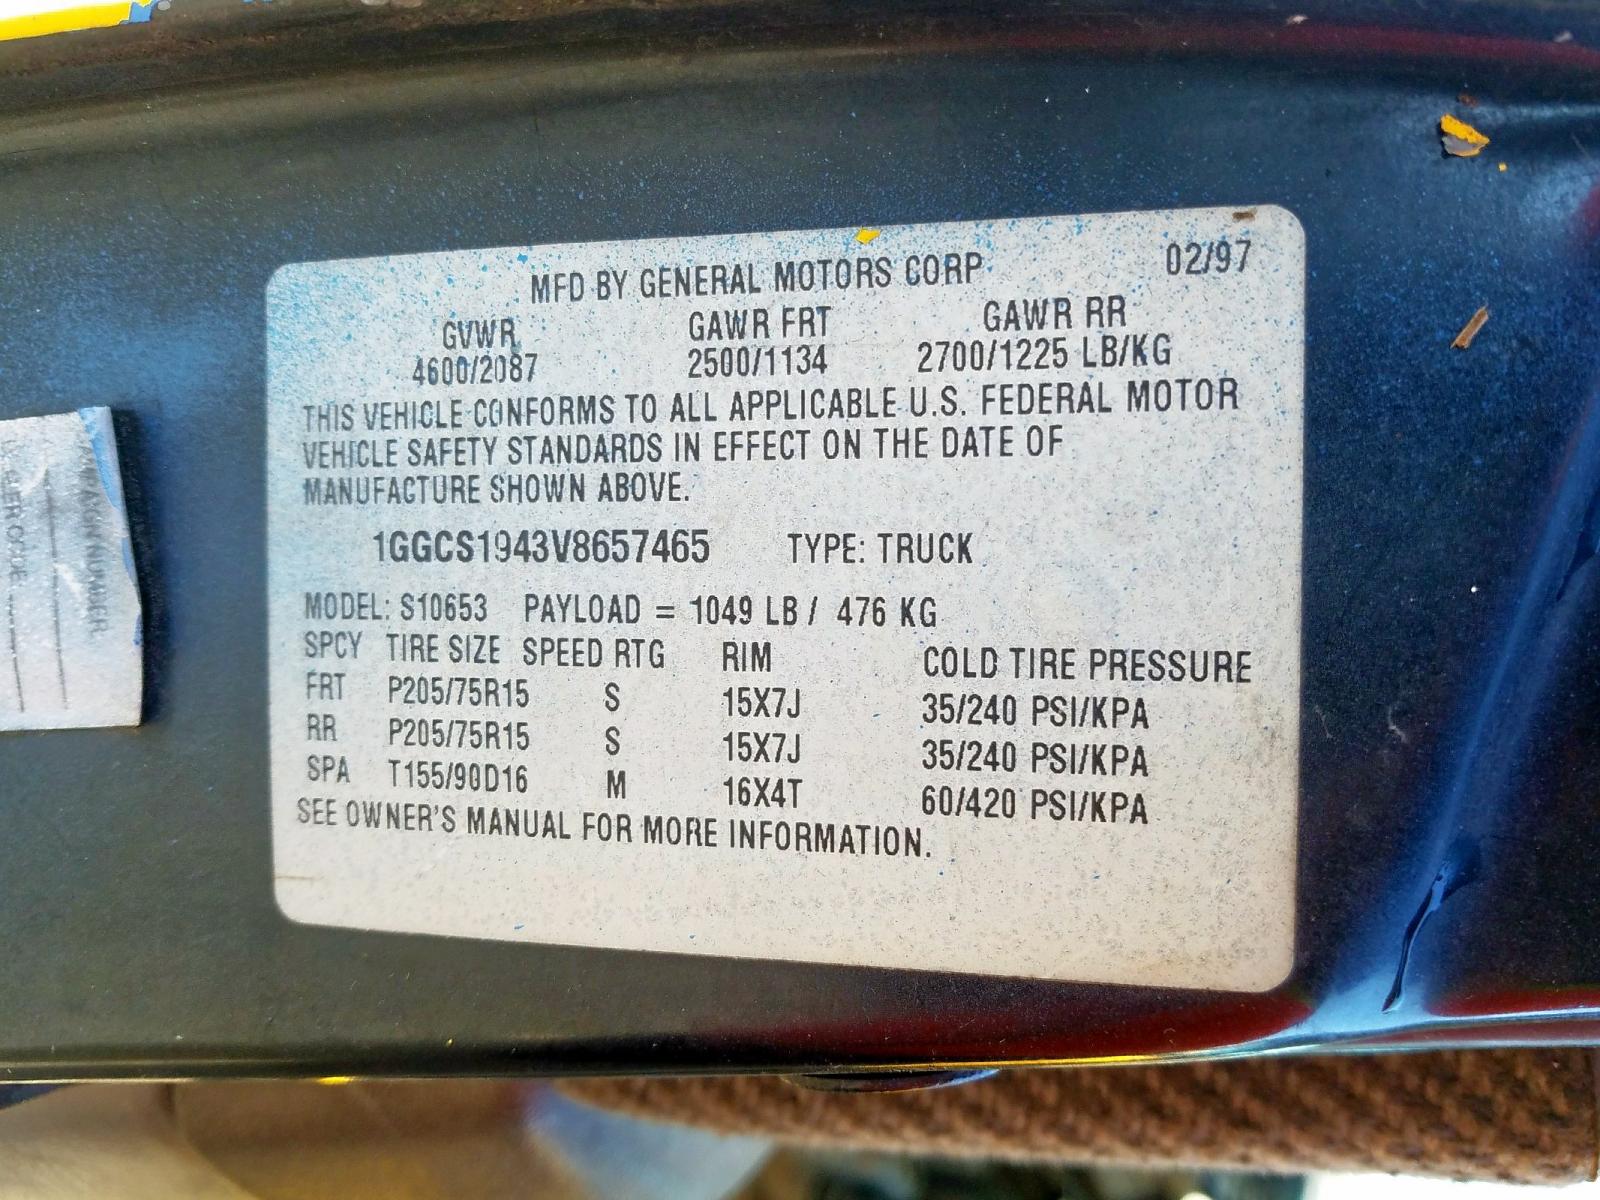 MFD BY GENERAL MOTORS CORP 02/97
GVWR GAWR FRT GAWR RR
4600/2087 2500/1134 2700/1225 LB/KG
THIS VEHICLE CONFORMS TO ALL APPLICABLE U.S. FEDERAL MOTOR
VEHICLE SAFETY STANDARDS IN EFFECT ON THE DATE OF
MANUFACTURE SHOWN ABOVE.
1GGCS1943V8657465 TYPE: TRUCK
MODEL: S10653 PAYLOAD = 1049 LB / 476 KG
SPCY TIRE SIZE SPEED RTG RIM COLD TIRE PRESSURE
FRT P205/75R15 S 15X7J 35/240 PSI/KPA
RR P205/75R15 S 15X7J 35/240 PSI/KPA
SPA T155/90D16 M 16X4T 60/420 PSI/KPA
SEE OWNER'S MANUAL FOR MORE INFORMATION.
NUMBER
CODE